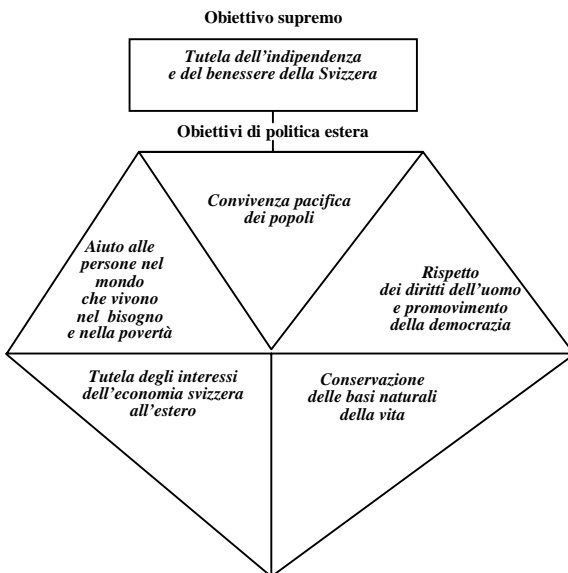 Obiettivo supremo
Tutela dell'indipendenza
e del benessere della Svizzera
Obiettivi di politica estera
Convivenza pacifica
dei popoli
Aiuto alle
persone nel
mondo
che vivono
nel bisogno
e nella povertà
Rispetto
dei diritti dell'uomo
e promovimento
della democrazia
Tutela degli interessi
dell'economia svizzera
all'estero
Conservazione
delle basi naturali
della vita